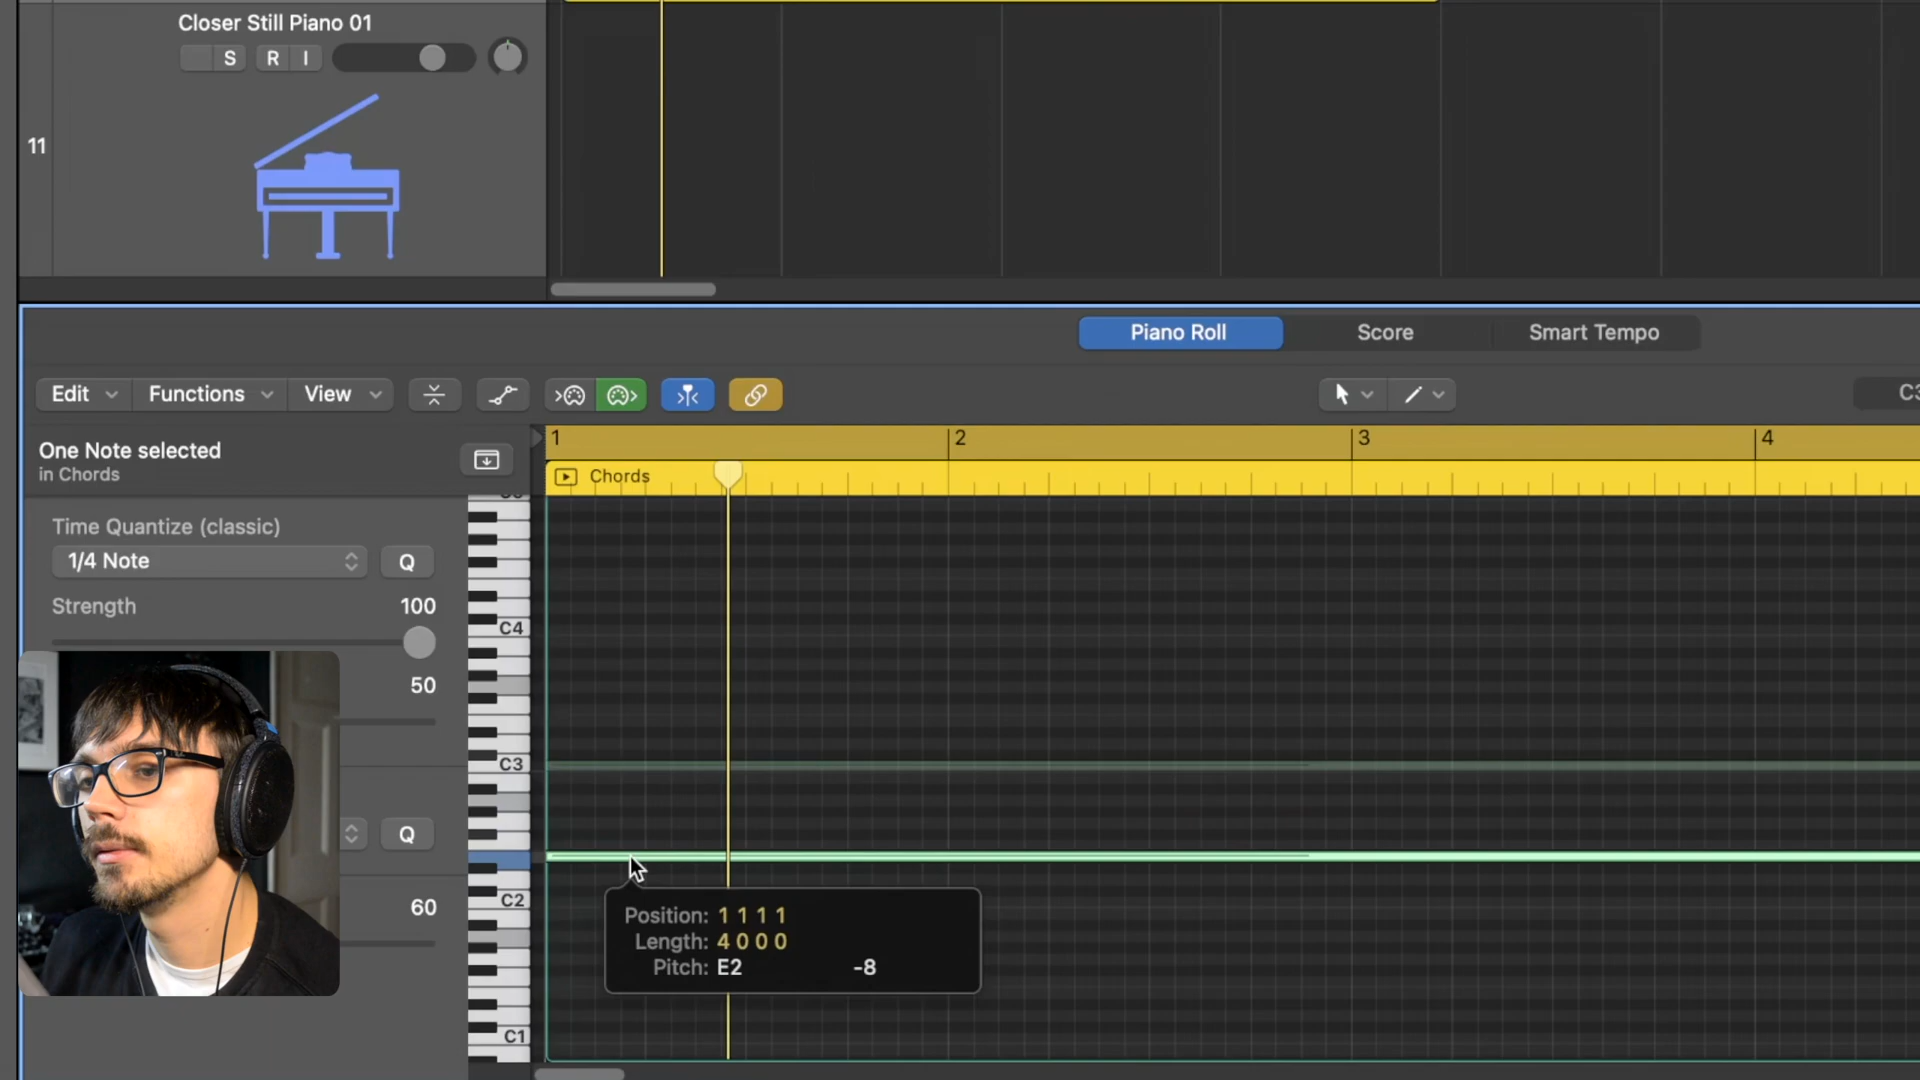 Closer Still Piano 01
S R I
11
Piano Roll Score Smart Tempo
Edit Functions View
One Note selected
in Chords
1 2 3 4
Chords
Time Quantize (classic)
1/4 Note Q
Strength 100
50
Q
60
C4
C3
C2
C1
Position: 1 1 1 1
Length: 4 0 0 0
Pitch: E2 -8